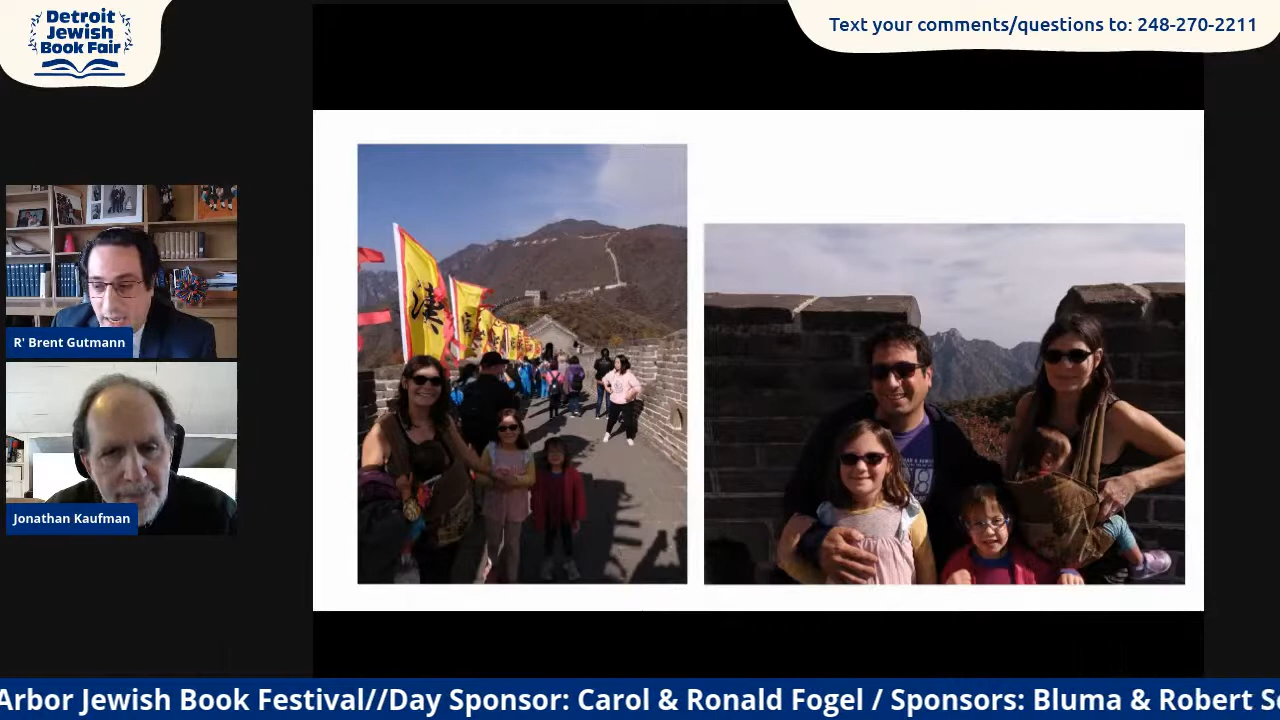 Detroit
Jewish
Book Fair
Text your comments/questions to: 248-270-2211
R' Brent Gutmann
Jonathan Kaufman
Arbor Jewish Book Festival//Day Sponsor: Carol & Ronald Fogel / Sponsors: Bluma & Robert